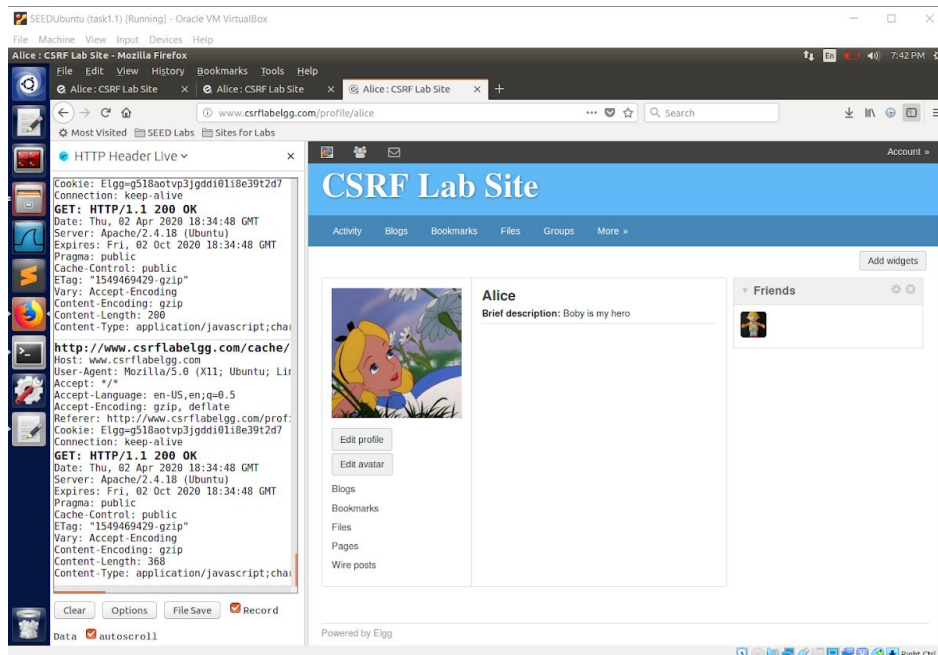 SEEDUbuntu (task1.1) [Running] - Oracle VM VirtualBox
File Machine View Input Devices Help
Alice : CSRF Lab Site - Mozilla Firefox
En
7:42 PM
File Edit View History Bookmarks Tools Help
Alice : CSRF Lab Site × Alice : CSRF Lab Site × Alice : CSRF Lab Site × +
www.csrflabelgg.com/profile/alice
Search
Most Visited SEED Labs Sites for Labs
HTTP Header Live ×
Cookie: Elgg=g518aotvp3jgddi01i8e39t2d7
Connection: keep-alive
GET: HTTP/1.1 200 OK
Date: Thu, 02 Apr 2020 18:34:48 GMT
Server: Apache/2.4.18 (Ubuntu)
Expires: Fri, 02 Oct 2020 18:34:48 GMT
Pragma: public
Cache-Control: public
ETag: "1549469429-gzip"
Vary: Accept-Encoding
Content-Encoding: gzip
Content-Length: 200
Content-Type: application/javascript;cha
http://www.csrflabelgg.com/cache/
Host: www.csrflabelgg.com
User-Agent: Mozilla/5.0 (X11; Ubuntu; Li
Accept: */*
Accept-Language: en-US,en;q=0.5
Accept-Encoding: gzip, deflate
Referer: http://www.csrflabelgg.com/prof
Cookie: Elgg=g518aotvp3jgddi01i8e39t2d7
Connection: keep-alive
GET: HTTP/1.1 200 OK
Date: Thu, 02 Apr 2020 18:34:48 GMT
Server: Apache/2.4.18 (Ubuntu)
Expires: Fri, 02 Oct 2020 18:34:48 GMT
Pragma: public
Cache-Control: public
ETag: "1549469429-gzip"
Vary: Accept-Encoding
Content-Encoding: gzip
Content-Length: 368
Content-Type: application/javascript;cha
Clear Options File Save Record
Data autoscroll
Account »
CSRF Lab Site
Activity Blogs Bookmarks Files Groups More »
Add widgets
Alice
Brief description: Boby is my hero
Edit profile
Edit avatar
Blogs
Bookmarks
Files
Pages
Wire posts
Friends
Powered by Elgg
Right Ctrl